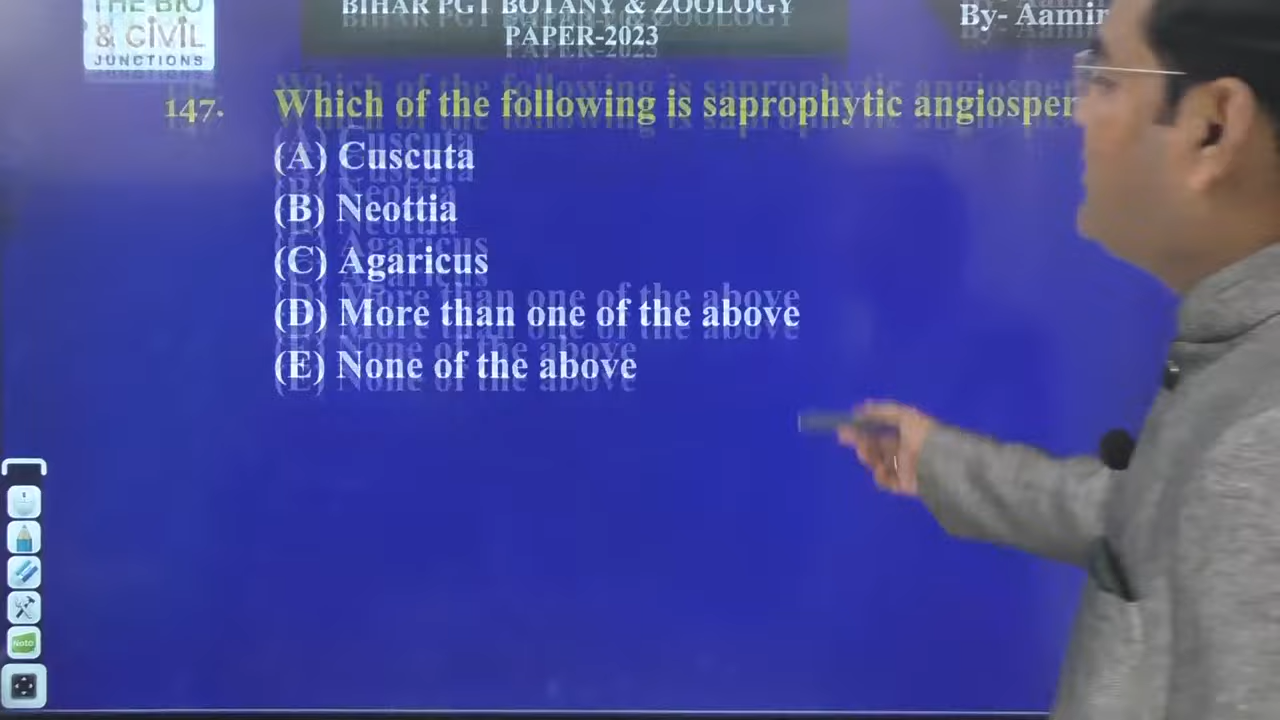 THE BIO
& CIVIL
JUNCTIONS
BIHAR PGT BOTANY & ZOOLOGY
PAPER-2023
By- Aamir
147. Which of the following is saprophytic angiosper
(A) Cuscuta
(B) Neottia
(C) Agaricus
(D) More than one of the above
(E) None of the above
Note